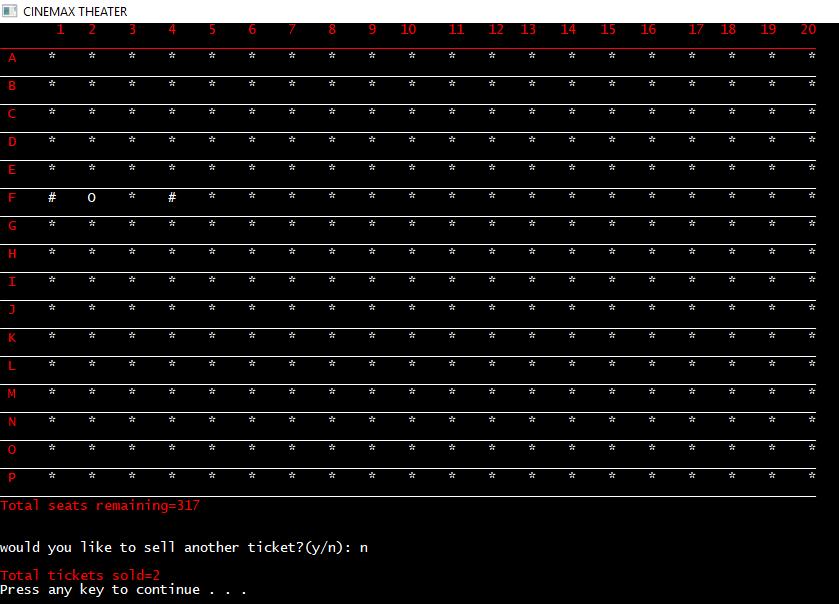 CINEMAX THEATER
1 2 3 4 5 6 7 8 9 10 11 12 13 14 15 16 17 18 19 20
A * * * * * * * * * * * * * * * * * * * *
B * * * * * * * * * * * * * * * * * * * *
C * * * * * * * * * * * * * * * * * * * *
D * * * * * * * * * * * * * * * * * * * *
E * * * * * * * * * * * * * * * * * * * *
F # O * # * * * * * * * * * * * * * * * *
G * * * * * * * * * * * * * * * * * * * *
H * * * * * * * * * * * * * * * * * * * *
I * * * * * * * * * * * * * * * * * * * *
J * * * * * * * * * * * * * * * * * * * *
K * * * * * * * * * * * * * * * * * * * *
L * * * * * * * * * * * * * * * * * * * *
M * * * * * * * * * * * * * * * * * * * *
N * * * * * * * * * * * * * * * * * * * *
O * * * * * * * * * * * * * * * * * * * *
P * * * * * * * * * * * * * * * * * * * *
Total seats remaining=317
would you like to sell another ticket?(y/n): n
Total tickets sold=2
Press any key to continue . . .